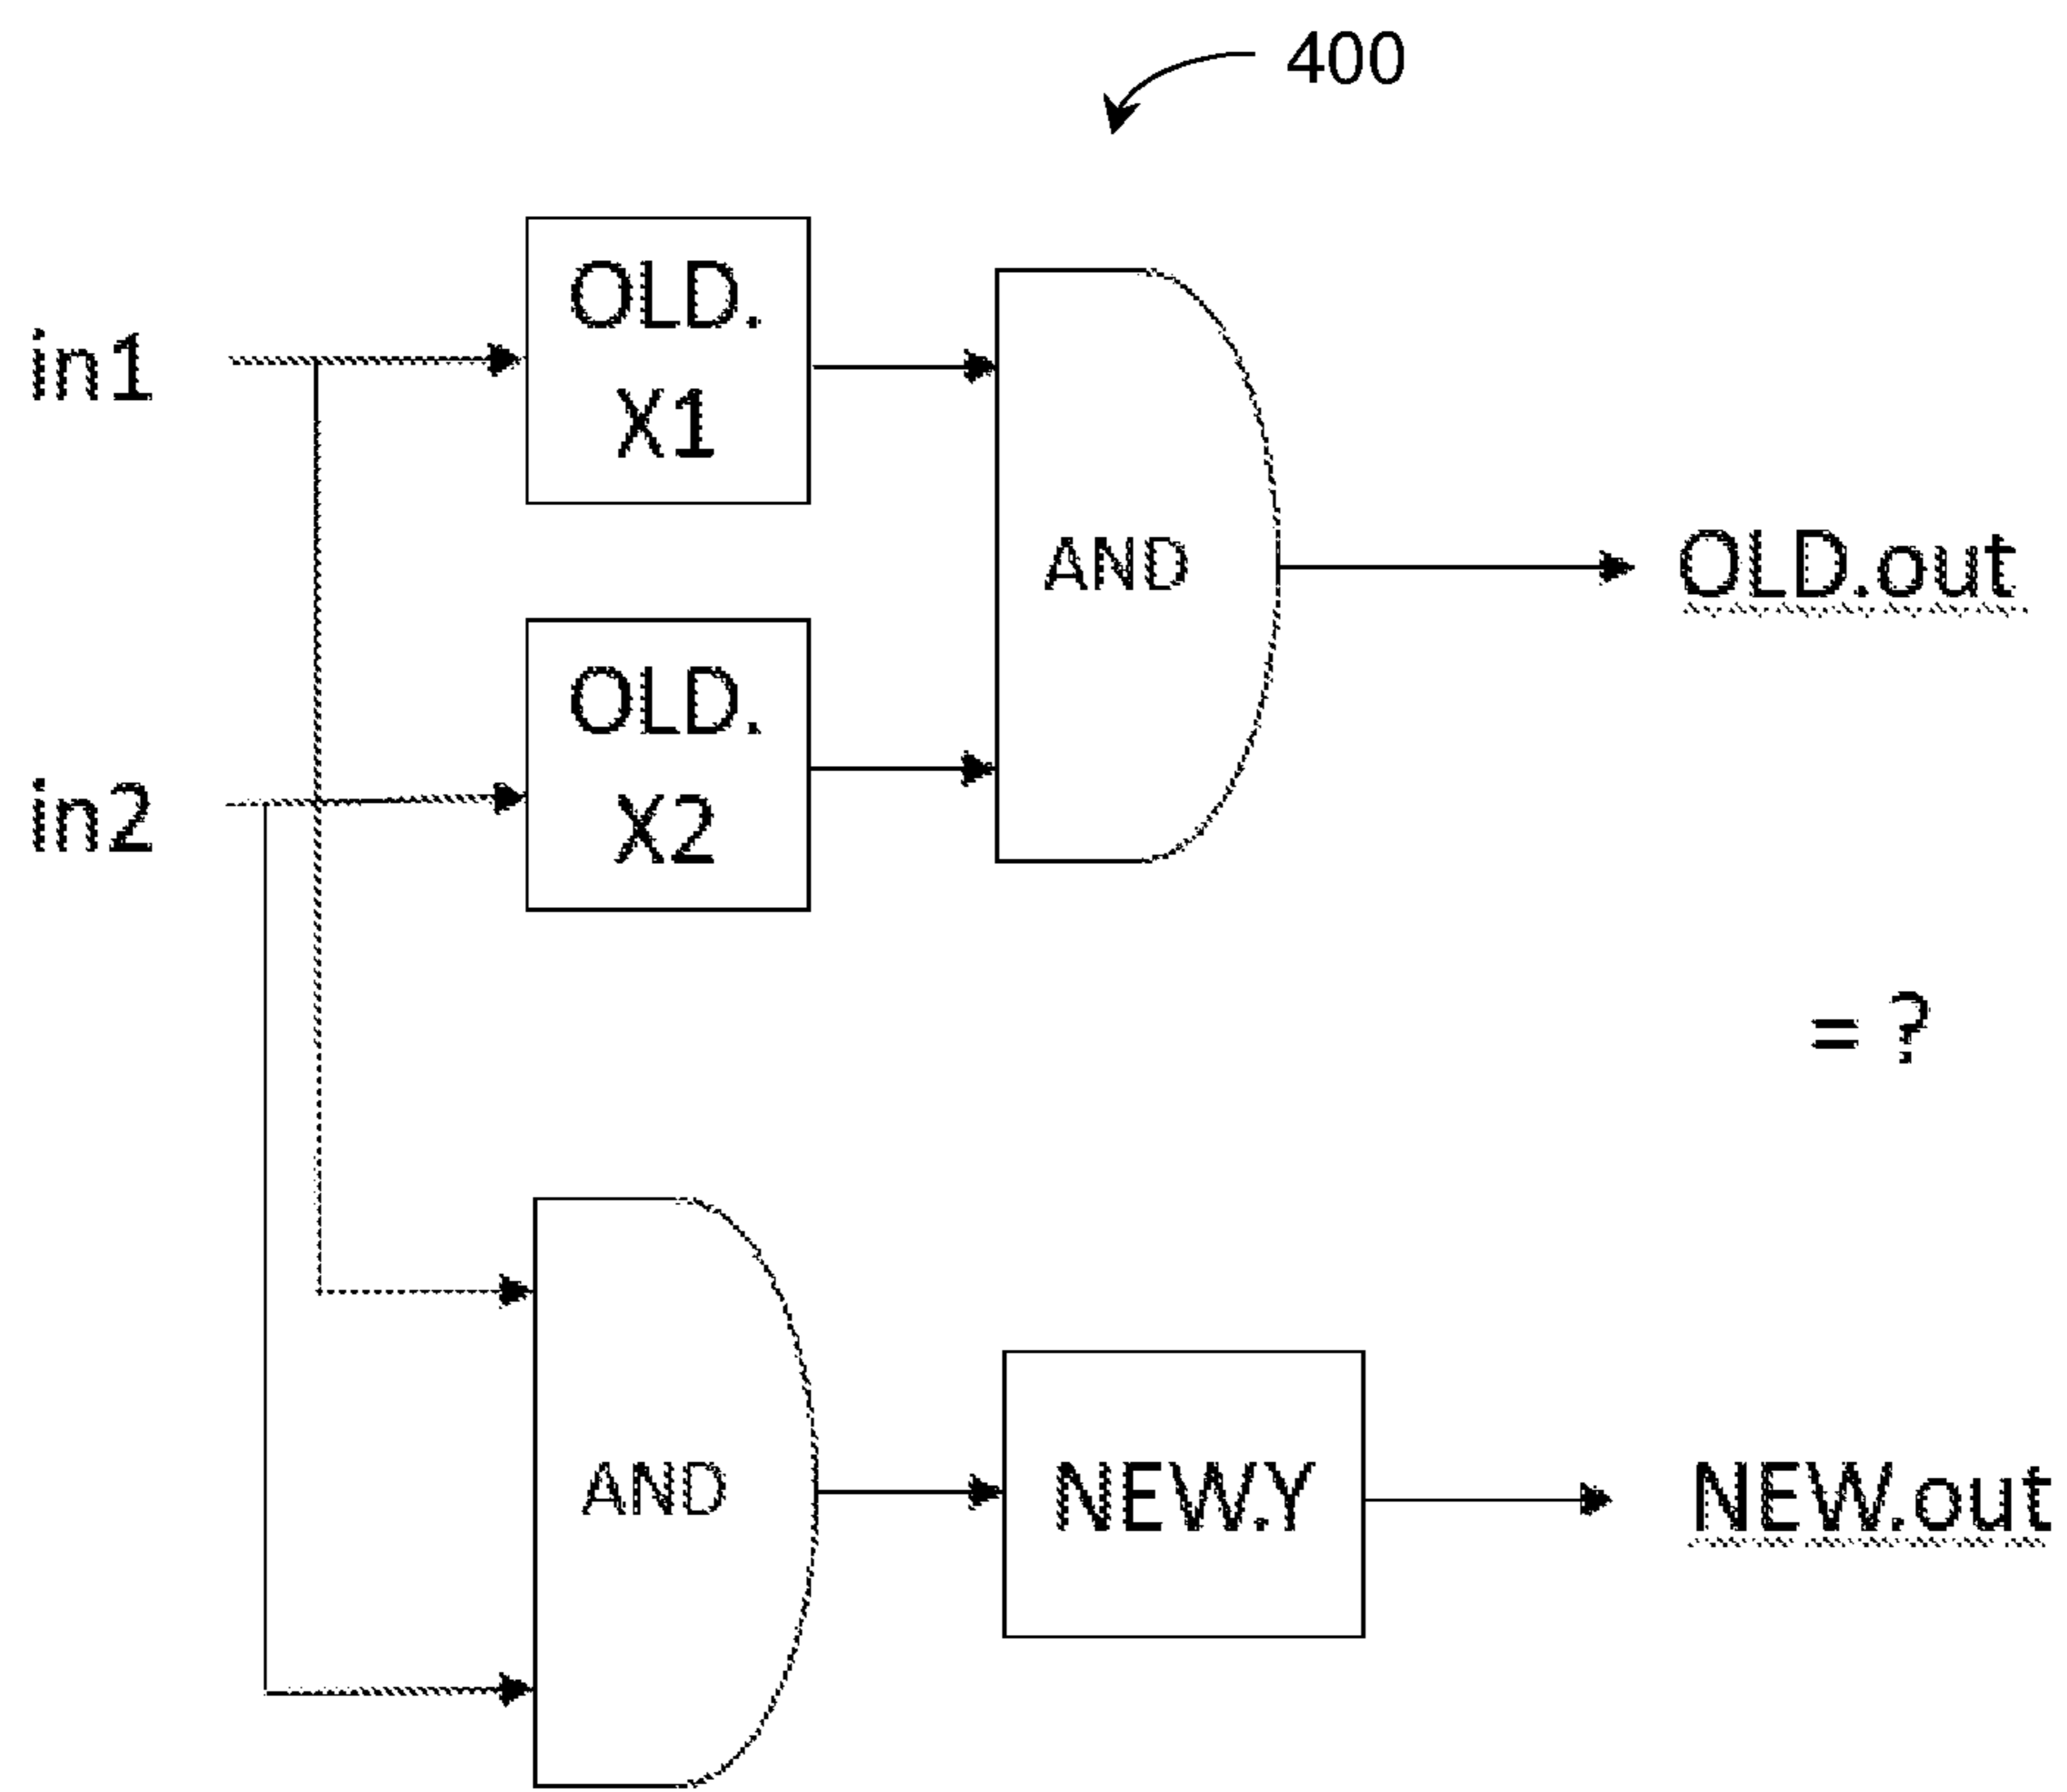 400
in1
OLD.
X1
AND
OLD.out
in2
OLD.
X2
= ?
AND
NEW.Y
NEW.out